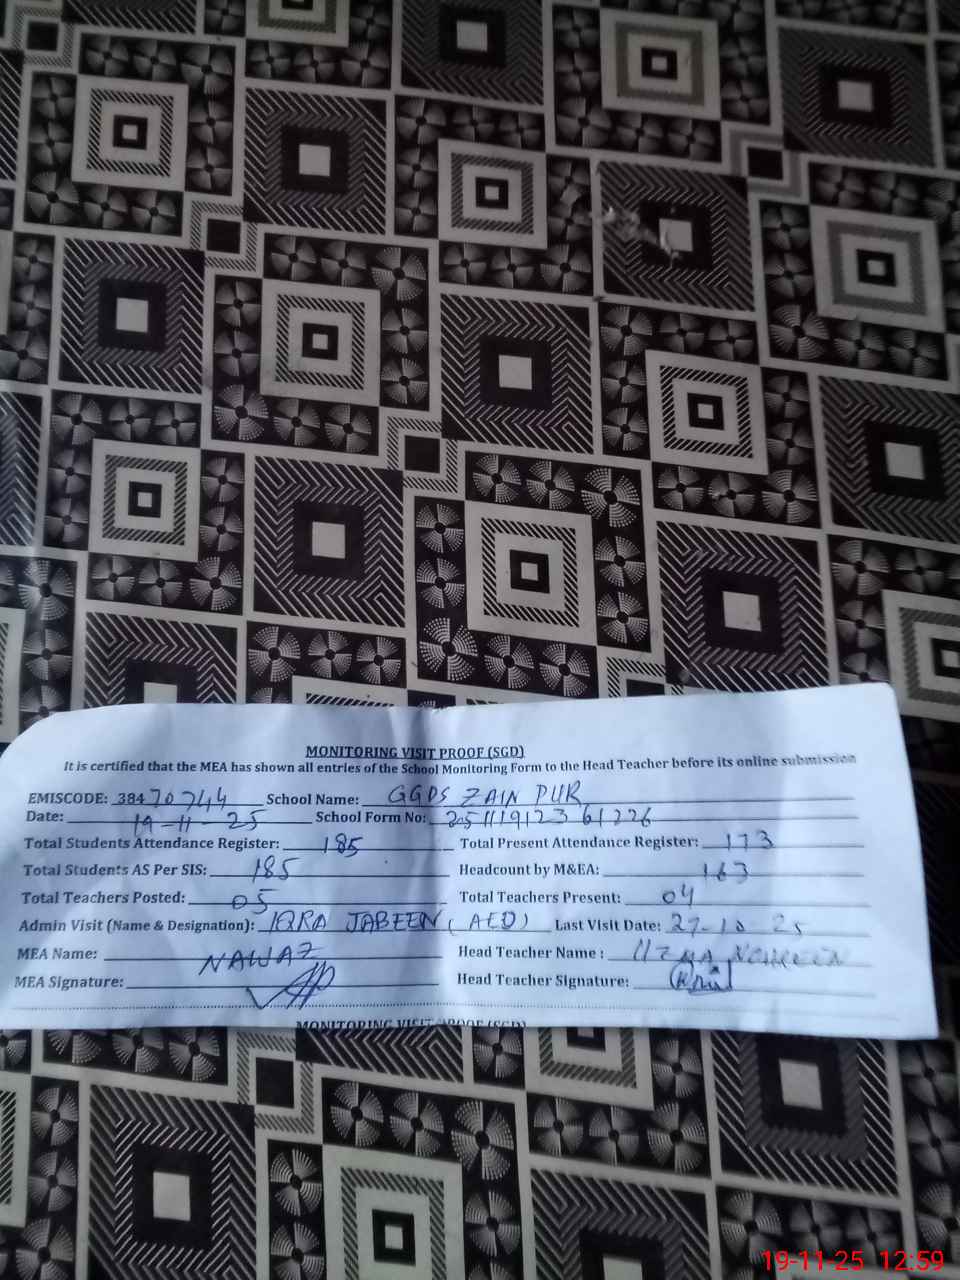 MONITORING VISIT PROOF (SGD)
It is certified that the MEA has shown all entries of the School Monitoring Form to the Head Teacher before its online submission
EMISCODE: 38470744 School Name: GGPS ZAIN PUR
Date: 19-11-25 School Form No:
Total Students Attendance Register: 185 Total Present Attendance Register: 173
Total Students AS Per SIS: 185 Headcount by M&EA: 163
Total Teachers Posted: 05 Total Teachers Present: 04
Admin Visit (Name & Designation): IQRA JABEEN (AEO) Last Visit Date: 27-10-25
MEA Name: NAWAZ Head Teacher Name : UZMA NOHREEN
MEA Signature: Head Teacher Signature:
MONITORING VISIT PROOF (SGD)
19-11-25 12:59